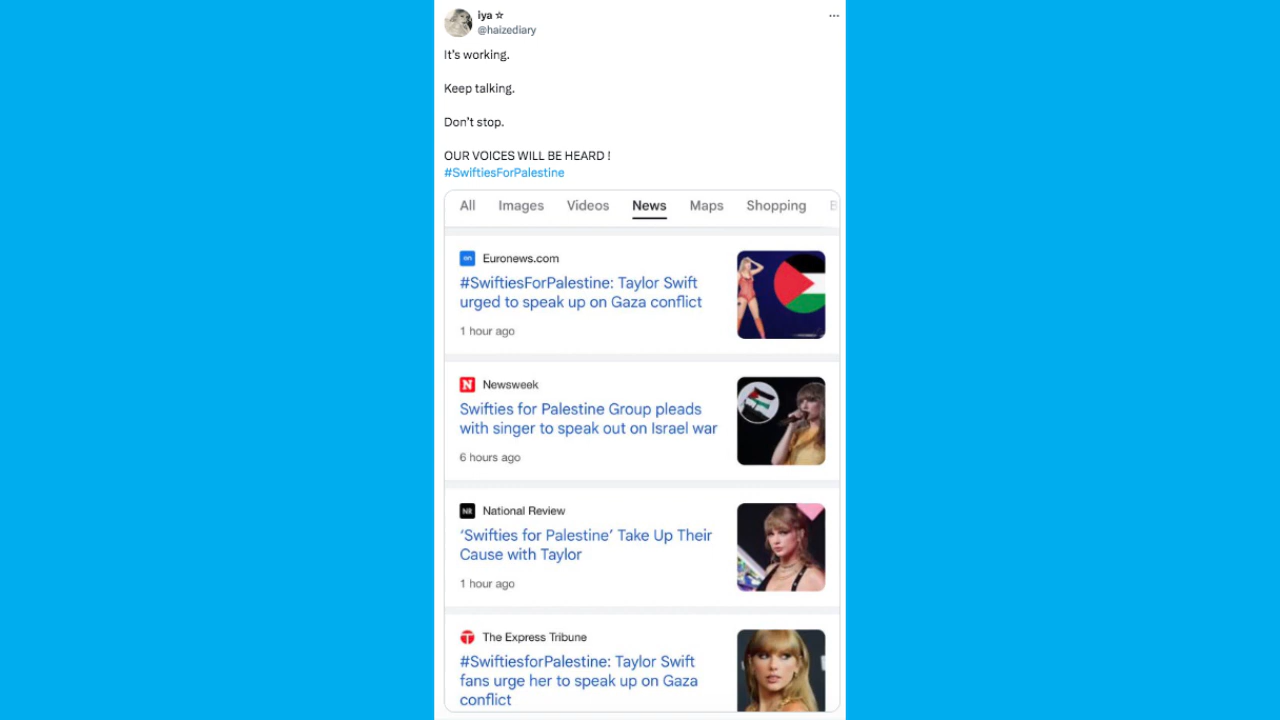 iya ☆
@haizediary
It's working.
Keep talking.
Don't stop.
OUR VOICES WILL BE HEARD !
#SwiftiesForPalestine
All Images Videos News Maps Shopping
Euronews.com
#SwiftiesForPalestine: Taylor Swift
urged to speak up on Gaza conflict
1 hour ago
N Newsweek
Swifties for Palestine Group pleads
with singer to speak out on Israel war
6 hours ago
NR National Review
‘Swifties for Palestine’ Take Up Their
Cause with Taylor
1 hour ago
The Express Tribune
#SwiftiesforPalestine: Taylor Swift
fans urge her to speak up on Gaza
conflict